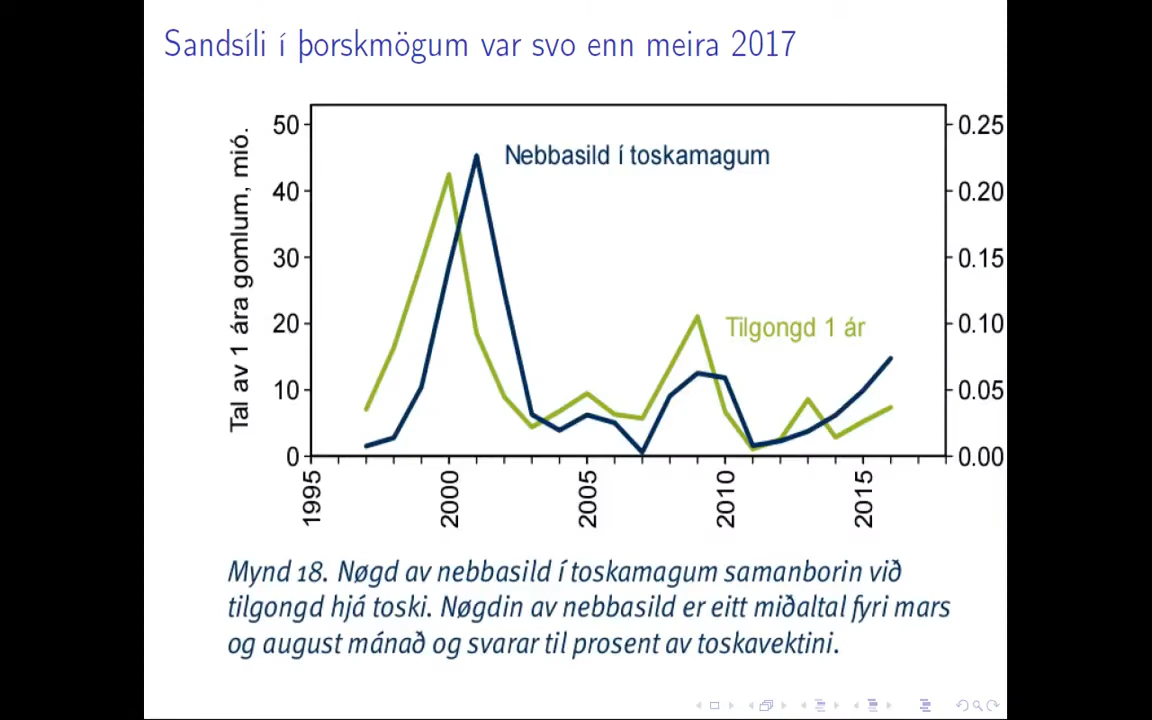 Sandsíli í þorskmögum var svo enn meira 2017
Tal av 1 ára gomlum, mió.
50
40
30
20
10
0
Nebbasild í toskamagum
Tilgongd 1 ár
0.25
0.20
0.15
0.10
0.05
0.00
1995
2000
2005
2010
2015
Mynd 18. Nøgd av nebbasild í toskamagum samanborin við
tilgongd hjá toski. Nøgdin av nebbasild er eitt miðaltal fyri mars
og august mánað og svarar til prosent av toskavektini.